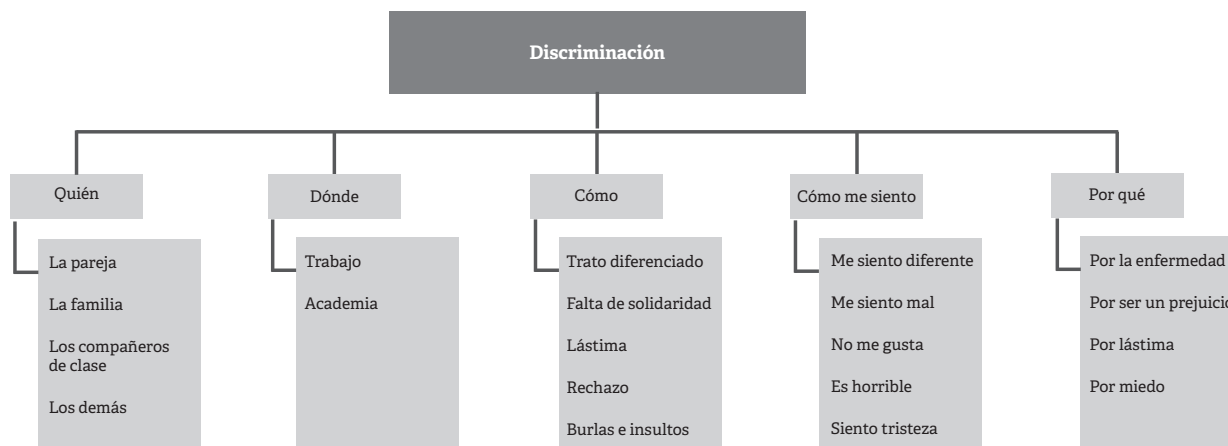 Discriminación
Quién
La pareja
La familia
Los compañeros
de clase
Los demás
Dónde
Trabajo
Academia
Cómo
Trato diferenciado
Falta de solidaridad
Lástima
Rechazo
Burlas e insultos
Cómo me siento
Me siento diferente
Me siento mal
No me gusta
Es horrible
Siento tristeza
Por qué
Por la enfermedad
Por ser un prejuicio
Por lástima
Por miedo